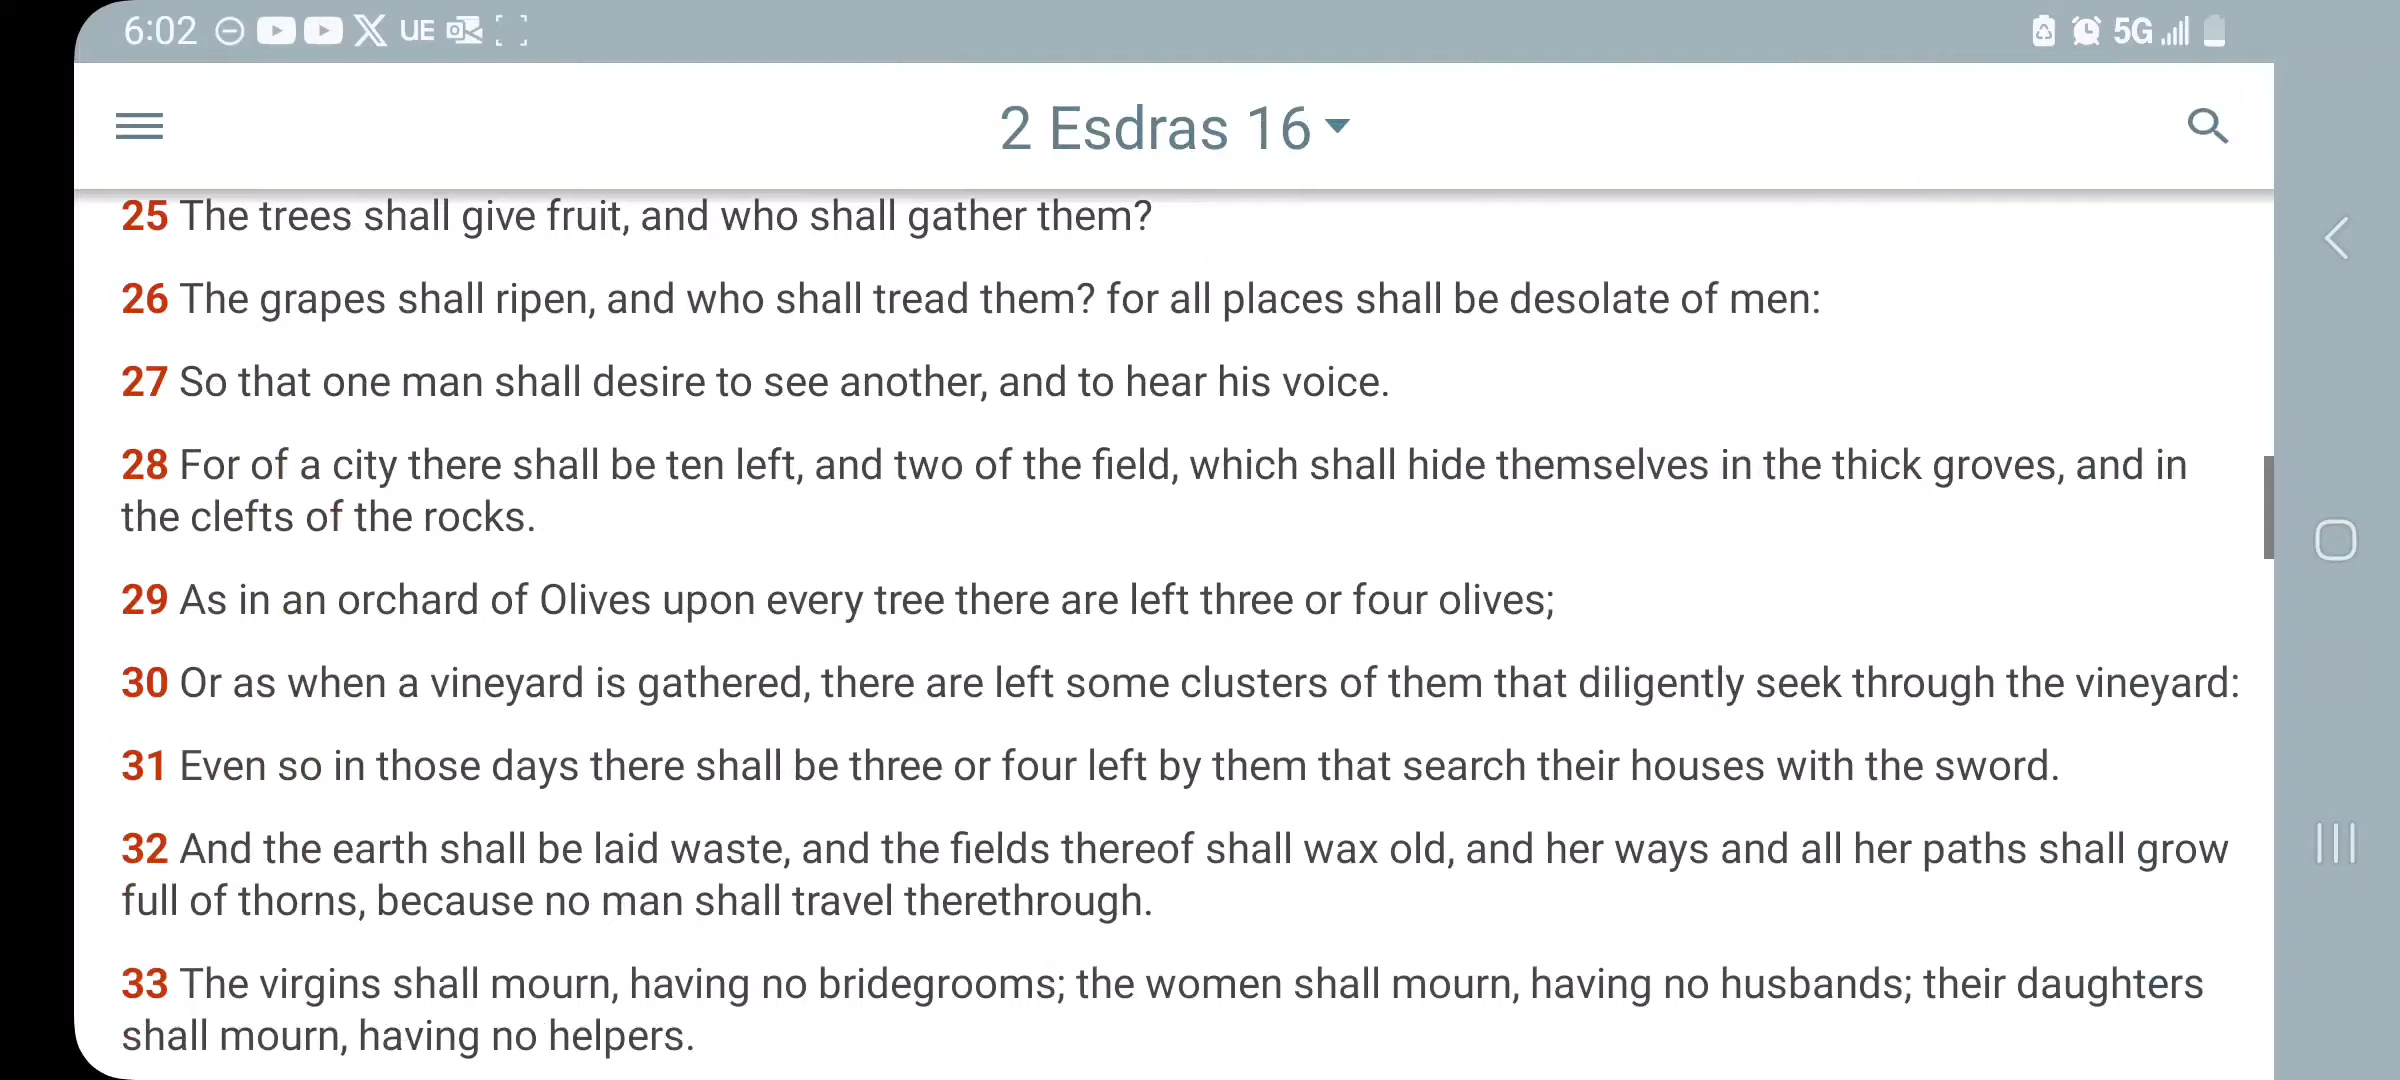 6:02 UE 5G
2 Esdras 16
25 The trees shall give fruit, and who shall gather them?
26 The grapes shall ripen, and who shall tread them? for all places shall be desolate of men:
27 So that one man shall desire to see another, and to hear his voice.
28 For of a city there shall be ten left, and two of the field, which shall hide themselves in the thick groves, and in
the clefts of the rocks.
29 As in an orchard of Olives upon every tree there are left three or four olives;
30 Or as when a vineyard is gathered, there are left some clusters of them that diligently seek through the vineyard:
31 Even so in those days there shall be three or four left by them that search their houses with the sword.
32 And the earth shall be laid waste, and the fields thereof shall wax old, and her ways and all her paths shall grow
full of thorns, because no man shall travel therethrough.
33 The virgins shall mourn, having no bridegrooms; the women shall mourn, having no husbands; their daughters
shall mourn, having no helpers.